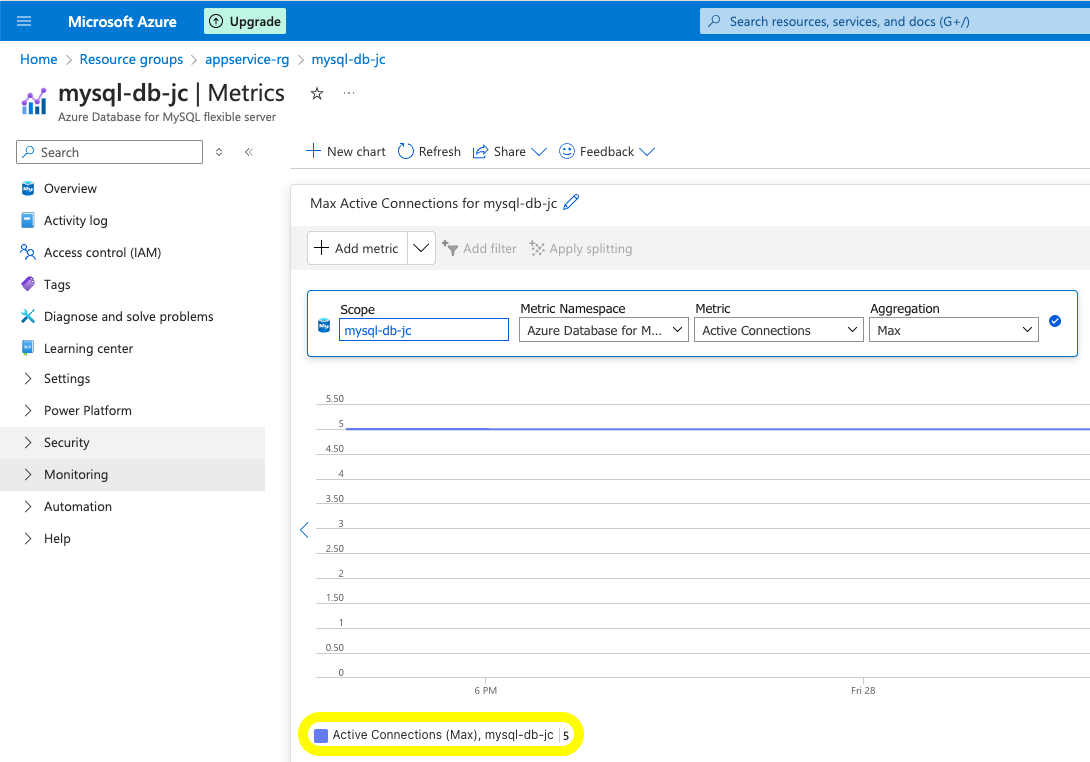 Microsoft Azure
Upgrade
Search resources, services, and docs (G+/)
Home > Resource groups > appservice-rg > mysql-db-jc
mysql-db-jc | Metrics
Azure Database for MySQL flexible server
Search
New chart
Refresh
Share
Feedback
Overview
Activity log
Access control (IAM)
Tags
Diagnose and solve problems
Learning center
Settings
Power Platform
Security
Monitoring
Automation
Help
Max Active Connections for mysql-db-jc
Add metric
Add filter
Apply splitting
Scope
mysql-db-jc
Metric Namespace
Azure Database for M...
Metric
Active Connections
Aggregation
Max
5.50
5
4.50
4
3.50
3
2.50
2
1.50
1
0.50
0
6 PM
Fri 28
Active Connections (Max), mysql-db-jc | 5